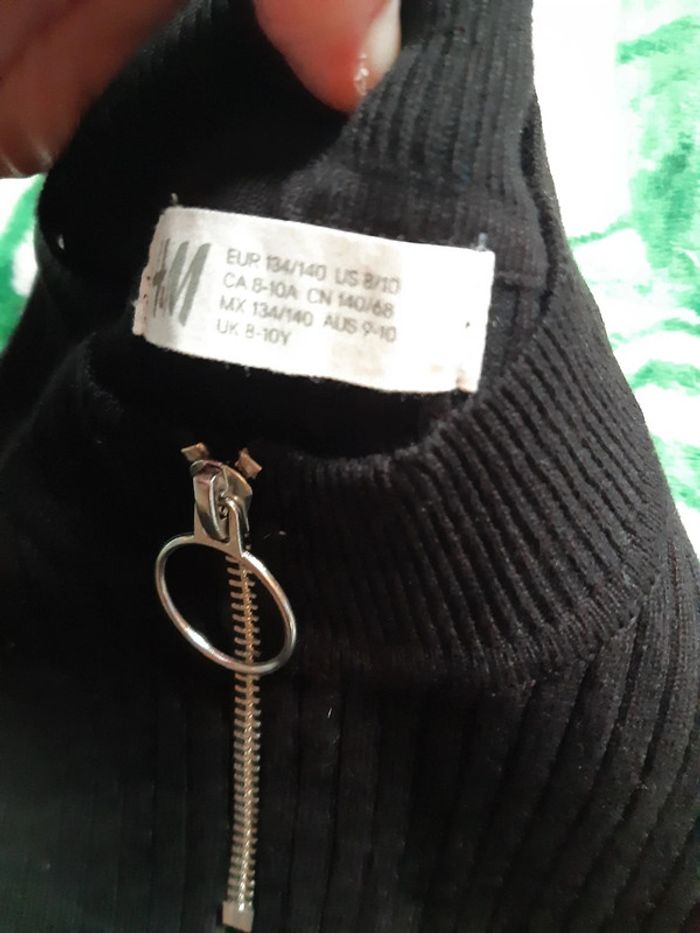 H&M
EUR 134/140 US 8/10
CA 8-10A CN 140/68
MX 134/140 AUS 9-10
UK 8-10Y